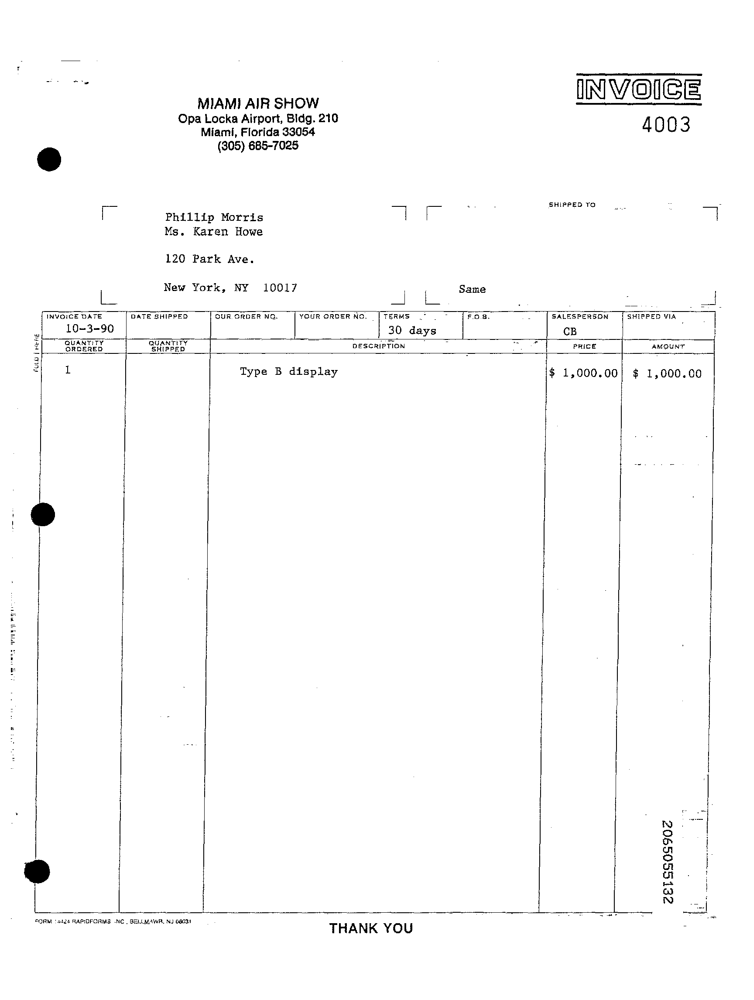 INVOICE
4003
MIAMI AIR SHOW
Opa Locka Airport, Bldg. 210
Miami, Florida 33054
(305) 685-7025
SHIPPED TO
Phillip Morris
Ms. Karen Howe
120 Park Ave.
New York, NY 10017
Same
INVOICE DATE DATE SHIPPED OUR ORDER NO. YOUR ORDER NO. TERMS F.O.B. SALESPERSON SHIPPED VIA
10-3-90 30 days CB
QUANTITY ORDERED QUANTITY SHIPPED DESCRIPTION PRICE AMOUNT
FOLD HERE
1 Type B display $ 1,000.00 $ 1,000.00
2065055132
RAPIDFORMS INC., BELLMAWR, NJ 08031
THANK YOU